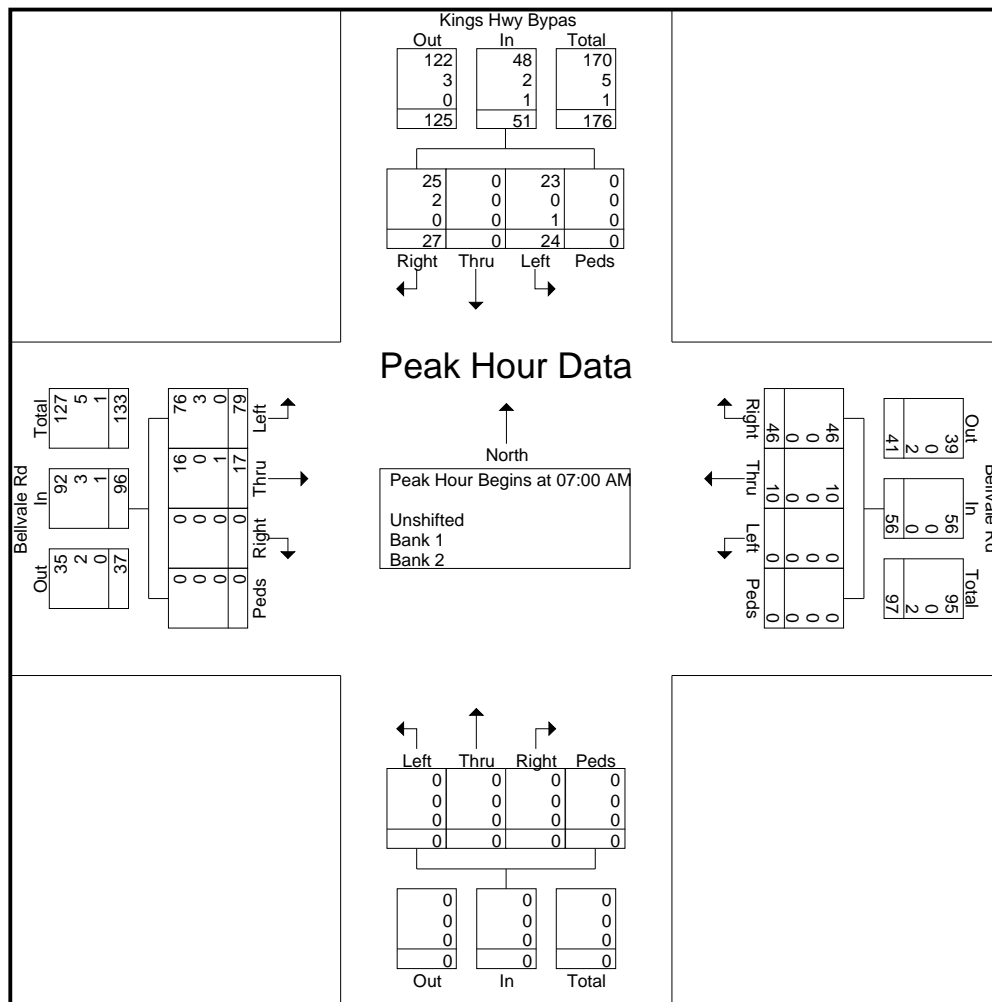 Kings Hwy Bypas
Out In Total
122 48 170
3 2 5
0 1 1
125 51 176
25 0 23 0
2 0 0 0
0 0 1 0
27 0 24 0
Right Thru Left Peds
Peak Hour Data
North
Peak Hour Begins at 07:00 AM
Unshifted
Bank 1
Bank 2
Bellvale Rd
Total In Out
127 92 35
5 3 2
1 1 0
133 96 37
76 16 0 0
3 0 0 0
0 1 0 0
79 17 0 0
Left Thru Right Peds
Right Thru Left Peds
46 10 0 0
0 0 0 0
0 0 0 0
46 10 0 0
Out In Total
39 56 95
0 0 0
2 0 2
41 56 97
Bellvale Rd
Left Thru Right Peds
0 0 0 0
0 0 0 0
0 0 0 0
0 0 0 0
0 0 0
0 0 0
0 0 0
0 0 0
Out In Total